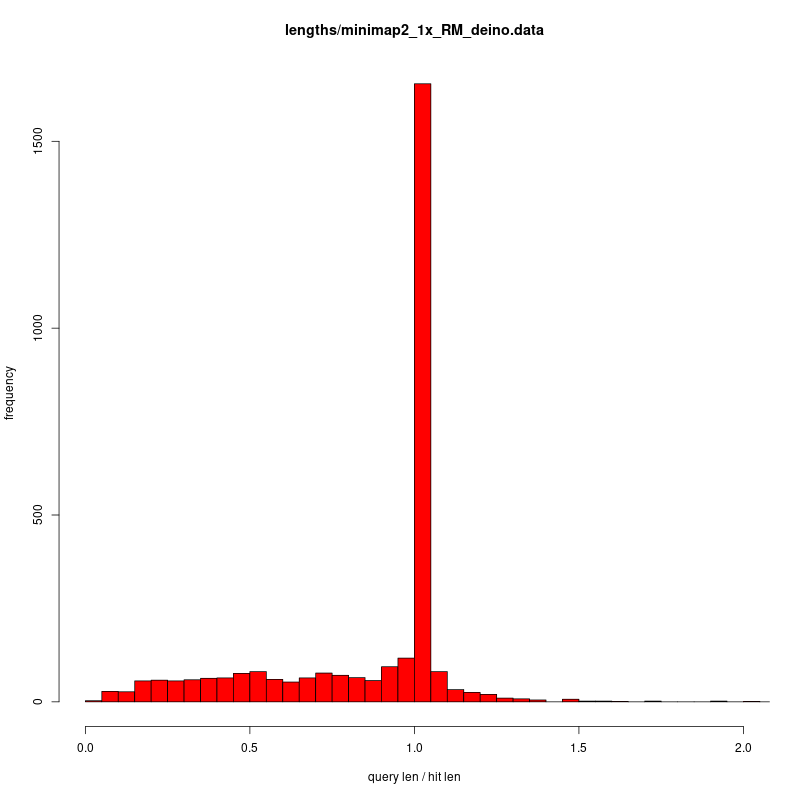 lengths/minimap2_1x_RM_deino.data
frequency
1500
1000
500
0
0.0 0.5 1.0 1.5 2.0
query len / hit len